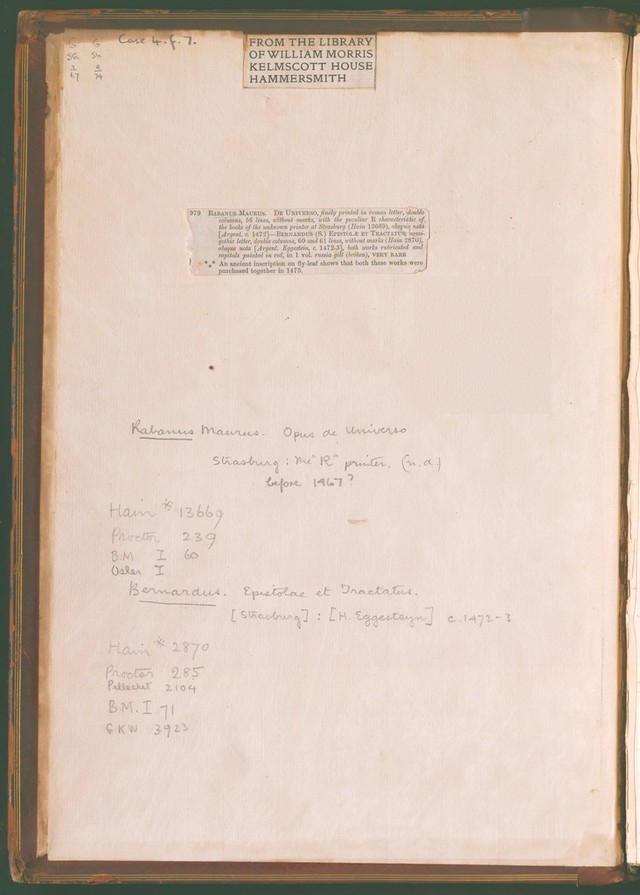 Case 4. f. 7.
FROM THE LIBRARY
OF WILLIAM MORRIS
KELMSCOTT HOUSE
HAMMERSMITH
979 RABANUS MAURUS. DE UNIVERSO, finely printed in roman letter, double
columns, 56 lines, without marks, with the peculiar R characteristic of
the books of the unknown printer at Strasburg (Hain 13669), absque nota
[Argent. c. 1472]—BERNARDUS (S.) EPISTOLÆ ET TRACTATUS,
gothic letter, double columns, 60 and 61 lines, without marks (Hain 2870),
absque nota [Argent. Eggestein, c. 1472-3], both works rubricated and
capitals painted in red, in 1 vol. russia gilt (broken), VERY RARE
*** An ancient inscription on fly-leaf shows that both these works were
purchased together in 1475.
Rabanus Maurus. Opus de Universo
Strasburg: the "R" printer. (n.d.)
before 1467?
Hain * 13669
Proctor 239
B.M. I 60
Osler I
Bernardus. Epistolae et Tractatus.
[Strasburg] : [H. Eggesteyn] c. 1472-3
Hain * 2870
Proctor 285
Pellechet 2104
B.M. I 71
GKW 3923